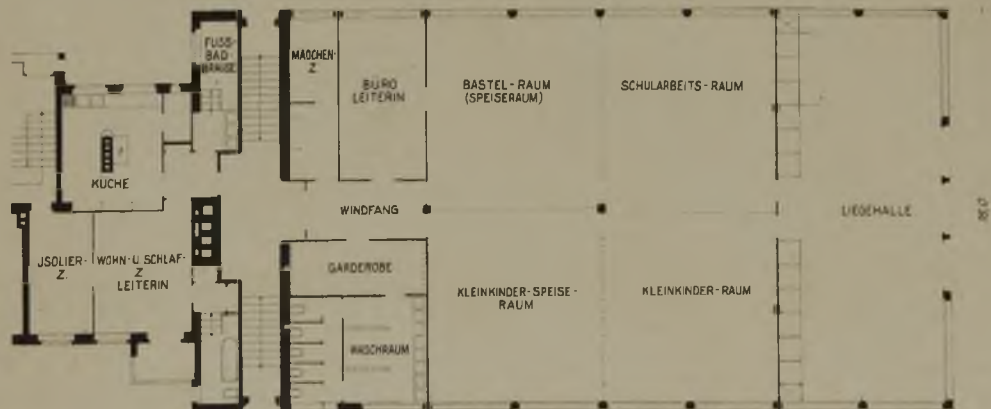 FUSS-
BAD
BRAUSE
MÄDCHEN-
Z.
BÜRO
LEITERIN
BASTEL-RAUM
(SPEISERAUM)
SCHULARBEITS-RAUM
KÜCHE
WINDFANG
LIEGEHALLE
JSOLIER-
Z.
WOHN-U.SCHLAF-
Z
LEITERIN
GARDEROBE
KLEINKINDER-SPEISE-
RAUM
KLEINKINDER-RAUM
WASCHRAUM